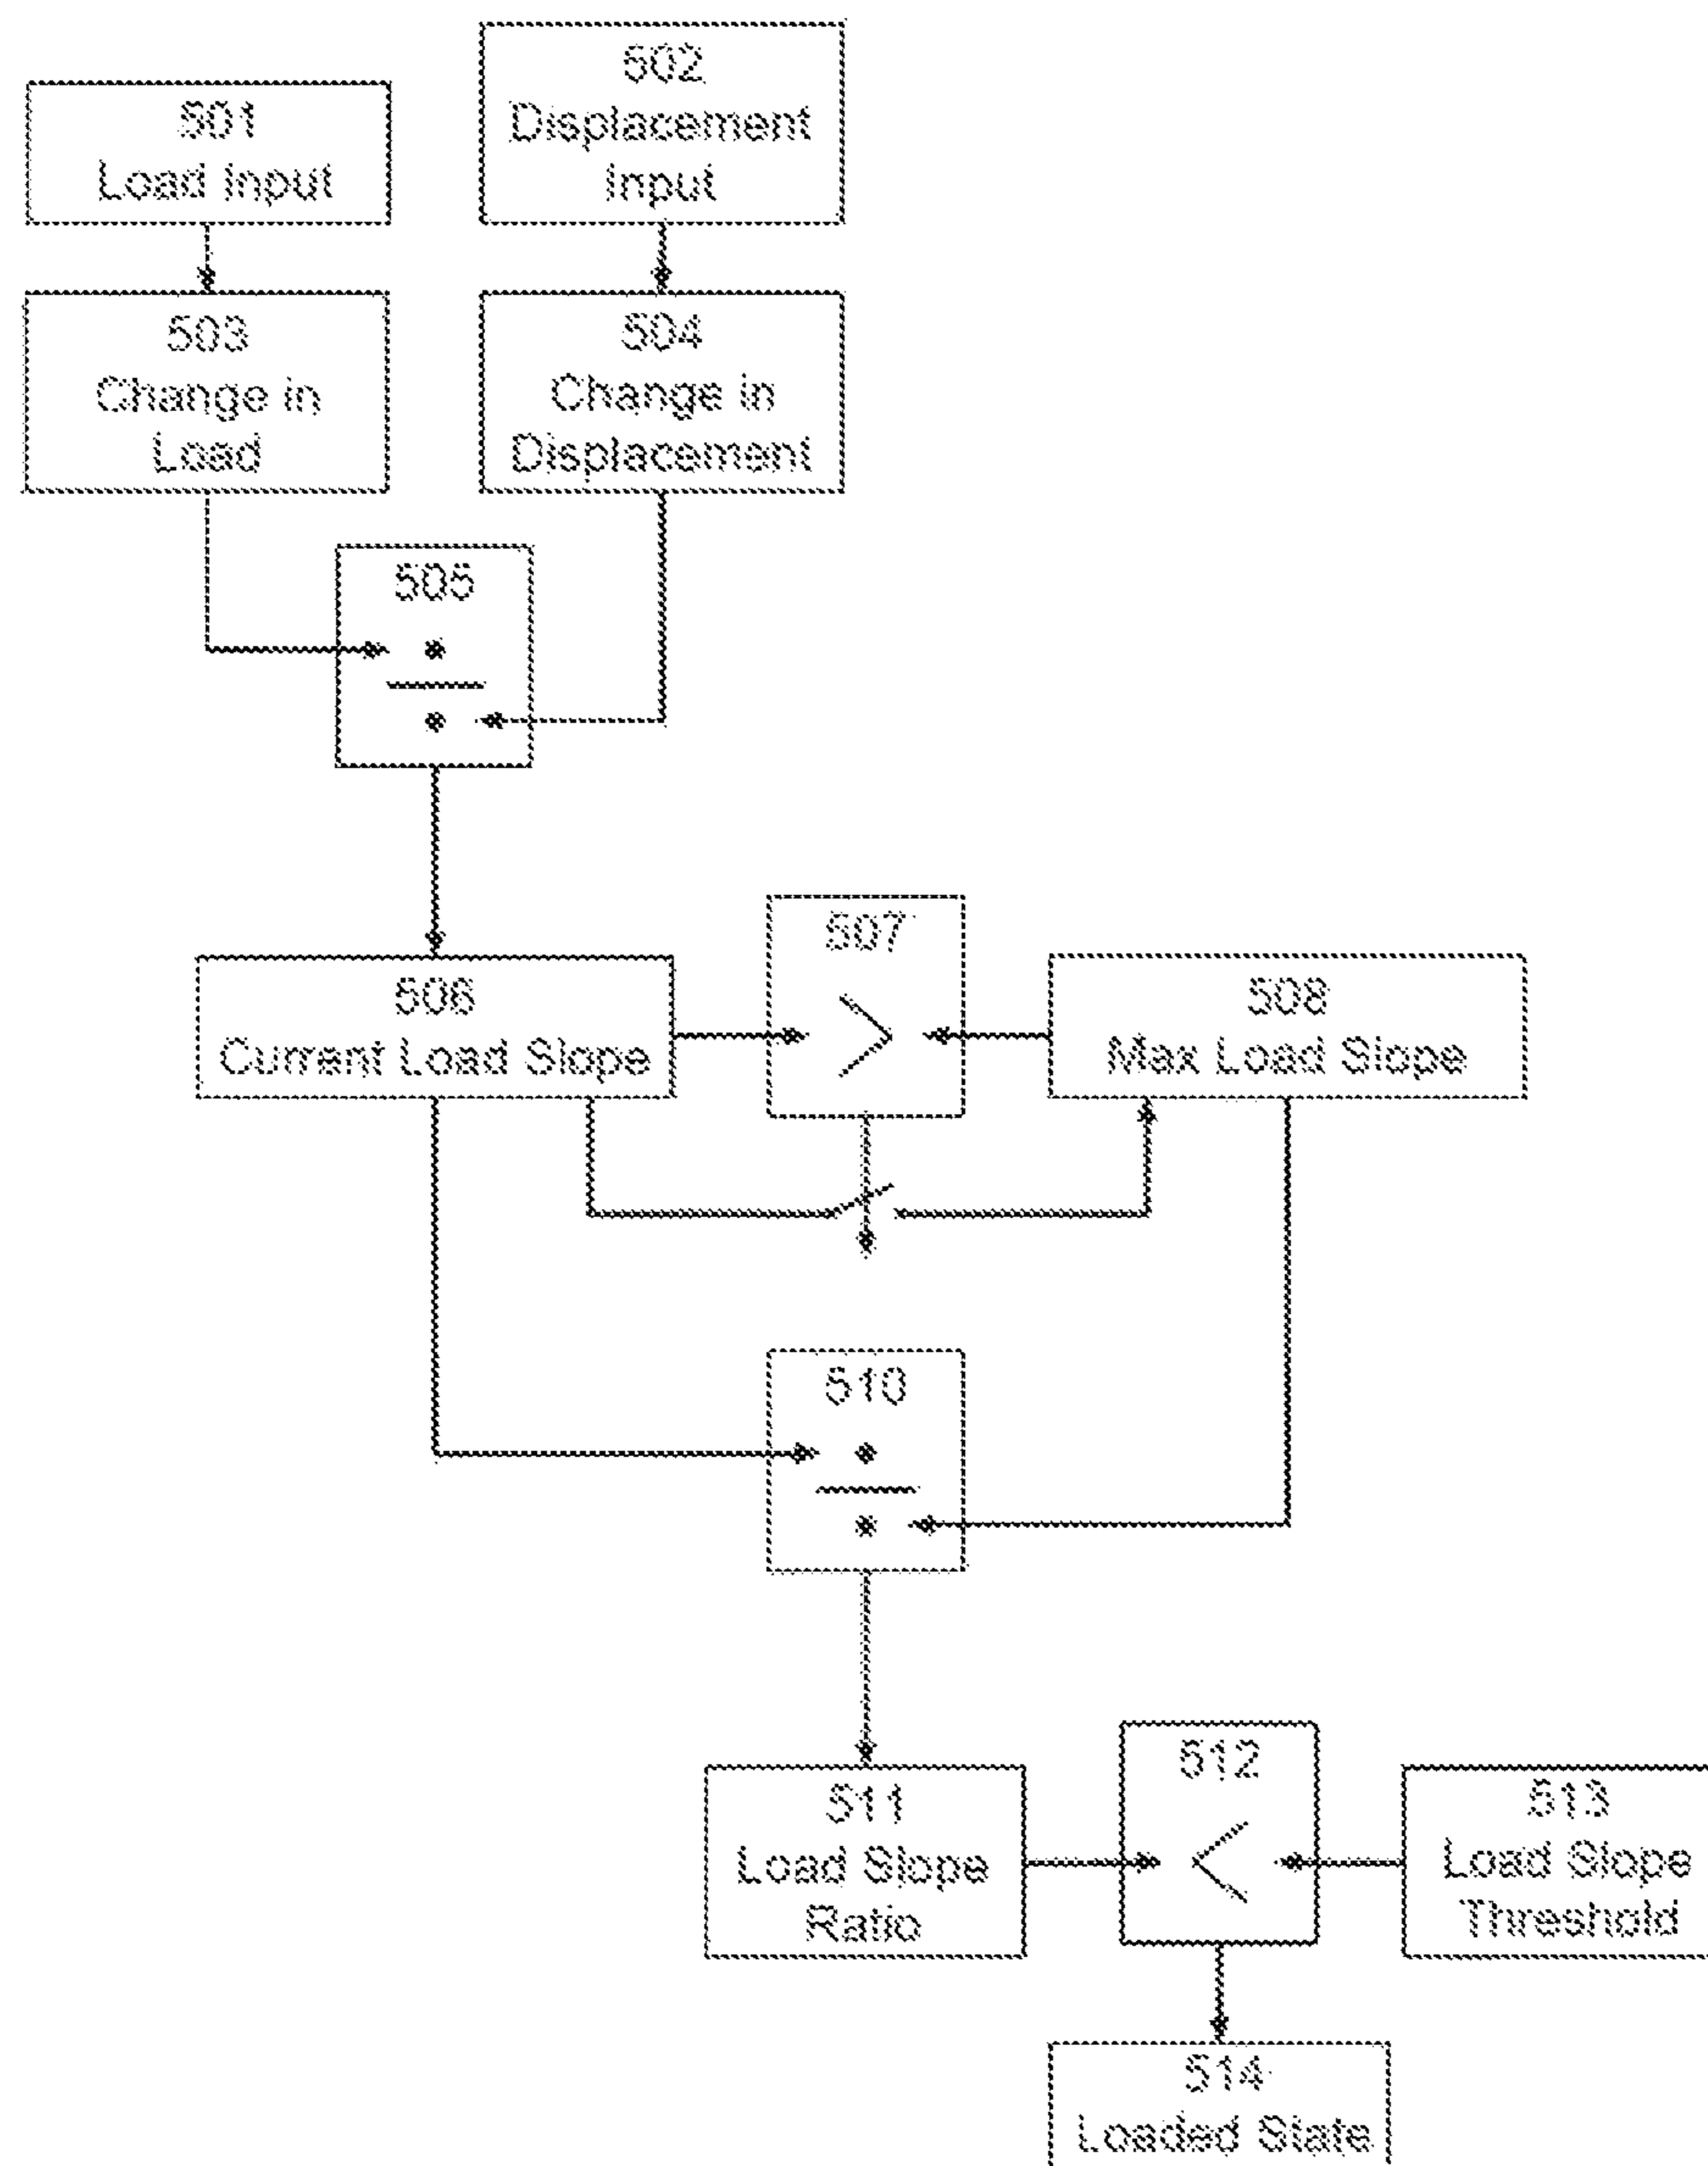 501
Load Input
502
Displacement
Input
503
Change in
Load
504
Change in
Displacement
505
506
Current Load Slope
507
>
508
Max Load Slope
510
511
Load Slope
Ratio
512
<
513
Load Slope
Threshold
514
Loaded State